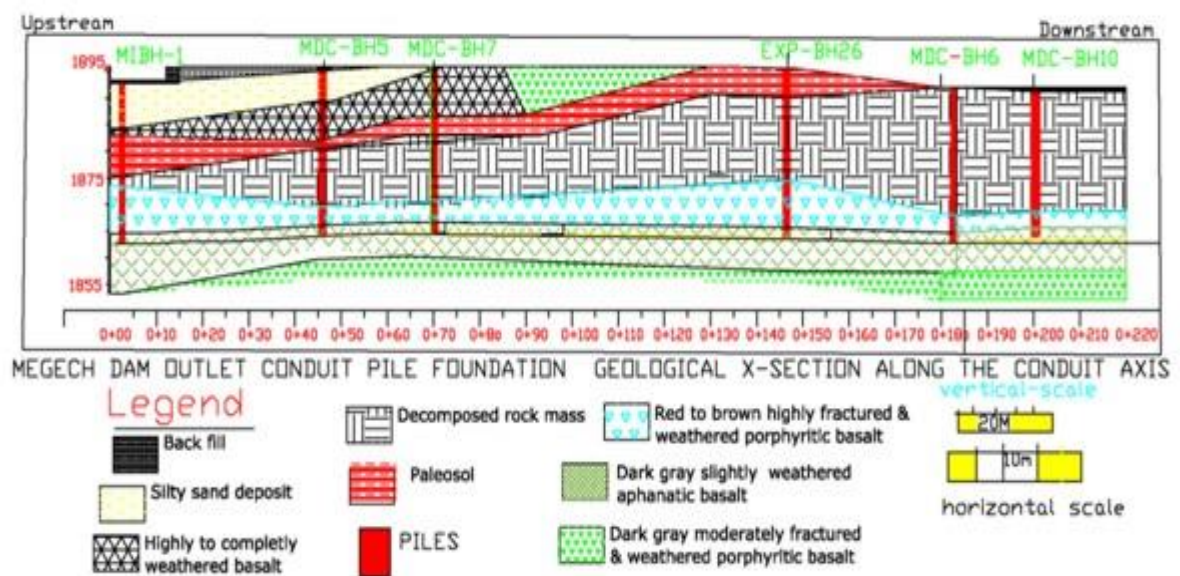 Upstream
Downstream
MIBH-1
MDC-BH5
MDC-BH7
EXP-BH26
MDC-BH6
MDC-BH10
1895
1875
1855
0+00 0+10 0+20 0+30 0+40 0+50 0+60 0+70 0+80 0+90 0+100 0+110 0+120 0+130 0+140 0+150 0+160 0+170 0+180 0+190 0+200 0+210 0+220
MEGECH DAM OUTLET CONDUIT PILE FOUNDATION GEOLOGICAL X-SECTION ALONG THE CONDUIT AXIS
Legend
Back fill
Silty sand deposit
Highly to completly
weathered basalt
Decomposed rock mass
Paleosol
PILES
Red to brown highly fractured &
weathered porphyritic basalt
Dark gray slightly weathered
aphanatic basalt
Dark gray moderately fractured
& weathered porphyritic basalt
vertical-scale
20M
10m
horizontal scale